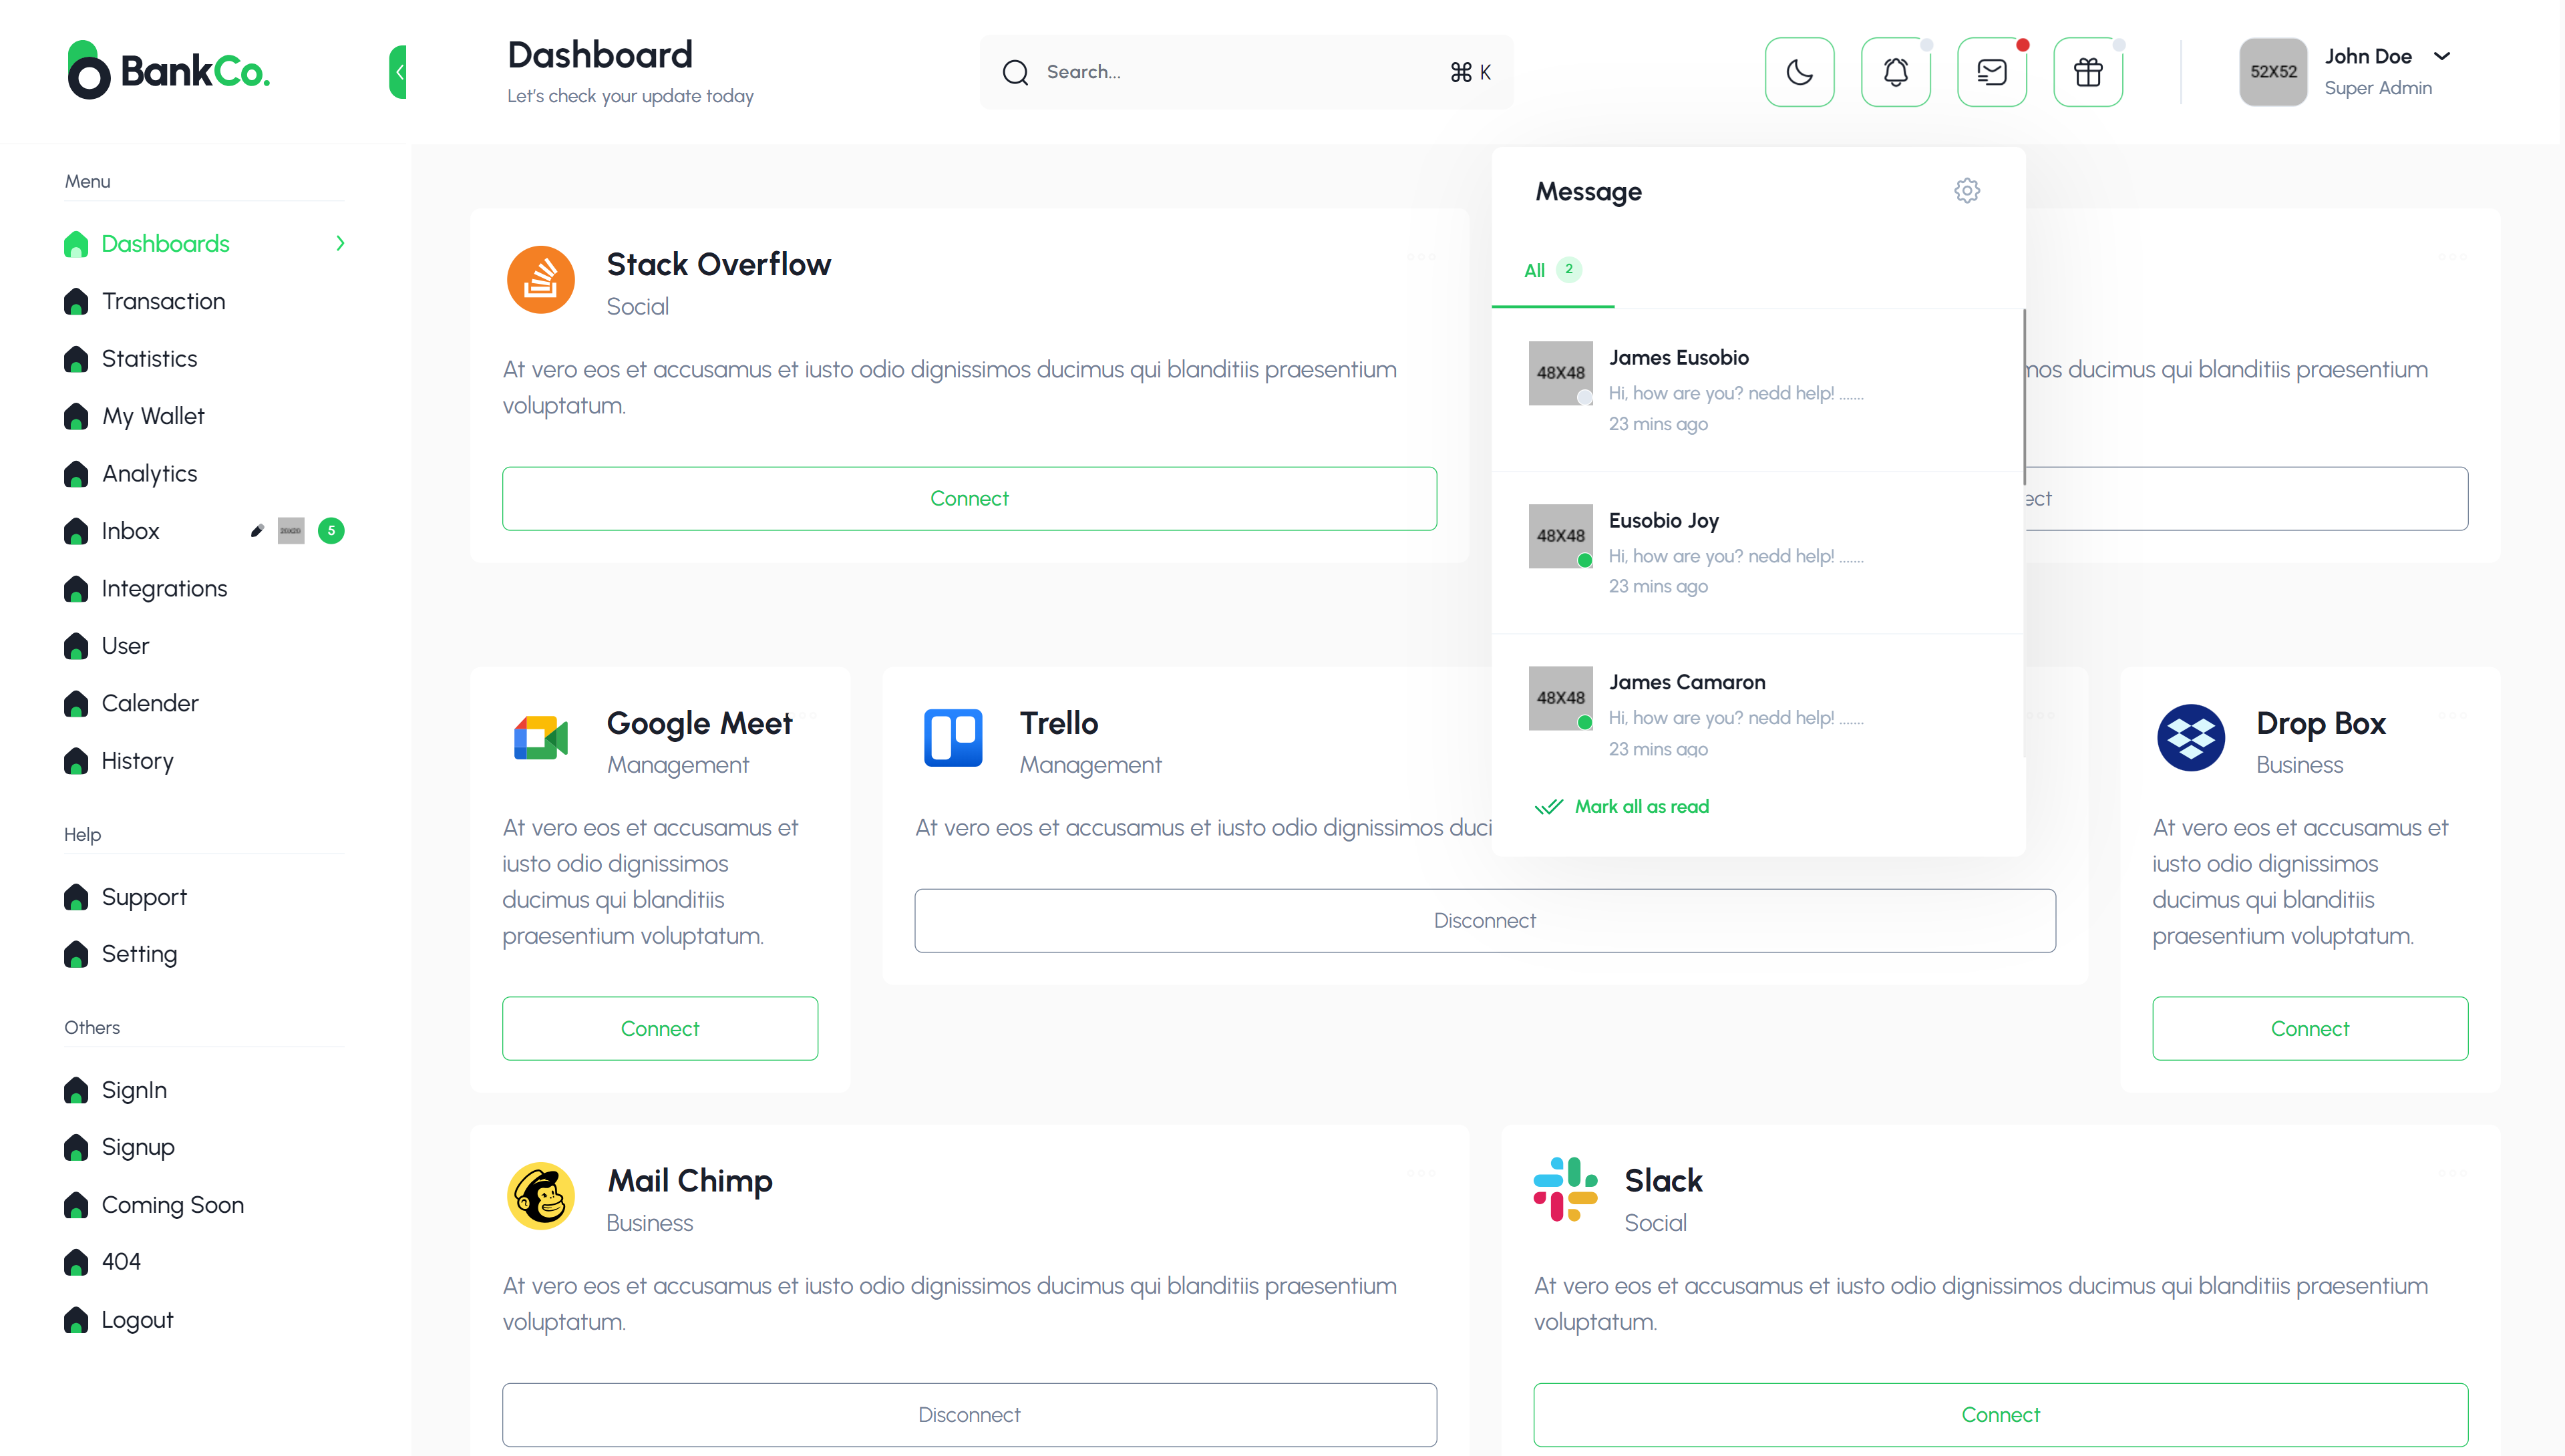 BankCo.
Dashboard
Let's check your update today
Search...
⌘ K
52X52
John Doe
Super Admin
Menu
Dashboards
Transaction
Statistics
My Wallet
Analytics
Inbox
20X20
5
Integrations
User
Calender
History
Help
Support
Setting
Others
SignIn
Signup
Coming Soon
404
Logout
Stack Overflow
Social
At vero eos et accusamus et iusto odio dignissimos ducimus qui blanditiis praesentium
voluptatum.
Connect
Message
All 2
48X48
James Eusobio
Hi, how are you? nedd help! .......
23 mins ago
48X48
Eusobio Joy
Hi, how are you? nedd help! .......
23 mins ago
48X48
James Camaron
Hi, how are you? nedd help! .......
23 mins ago
Mark all as read
ducimus qui blanditiis praesentium
Google Meet
Management
At vero eos et accusamus et
iusto odio dignissimos
ducimus qui blanditiis
praesentium voluptatum.
Connect
Trello
Management
At vero eos et accusamus et iusto odio dignissimos duci
Disconnect
Drop Box
Business
At vero eos et accusamus et
iusto odio dignissimos
ducimus qui blanditiis
praesentium voluptatum.
Connect
Mail Chimp
Business
At vero eos et accusamus et iusto odio dignissimos ducimus qui blanditiis praesentium
voluptatum.
Disconnect
Slack
Social
At vero eos et accusamus et iusto odio dignissimos ducimus qui blanditiis praesentium
voluptatum.
Connect